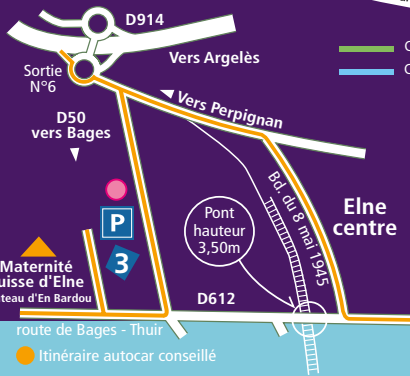 D914
Vers Argelès
Sortie
N°6
Vers Perpignan
D50
vers Bages
P
3
Pont
hauteur
3,50m
Bd. du 8 mai 1945
Elne
centre
Maternité
uisse d'Elne
teau d'En Bardou
D612
route de Bages - Thuir
Itinéraire autocar conseillé